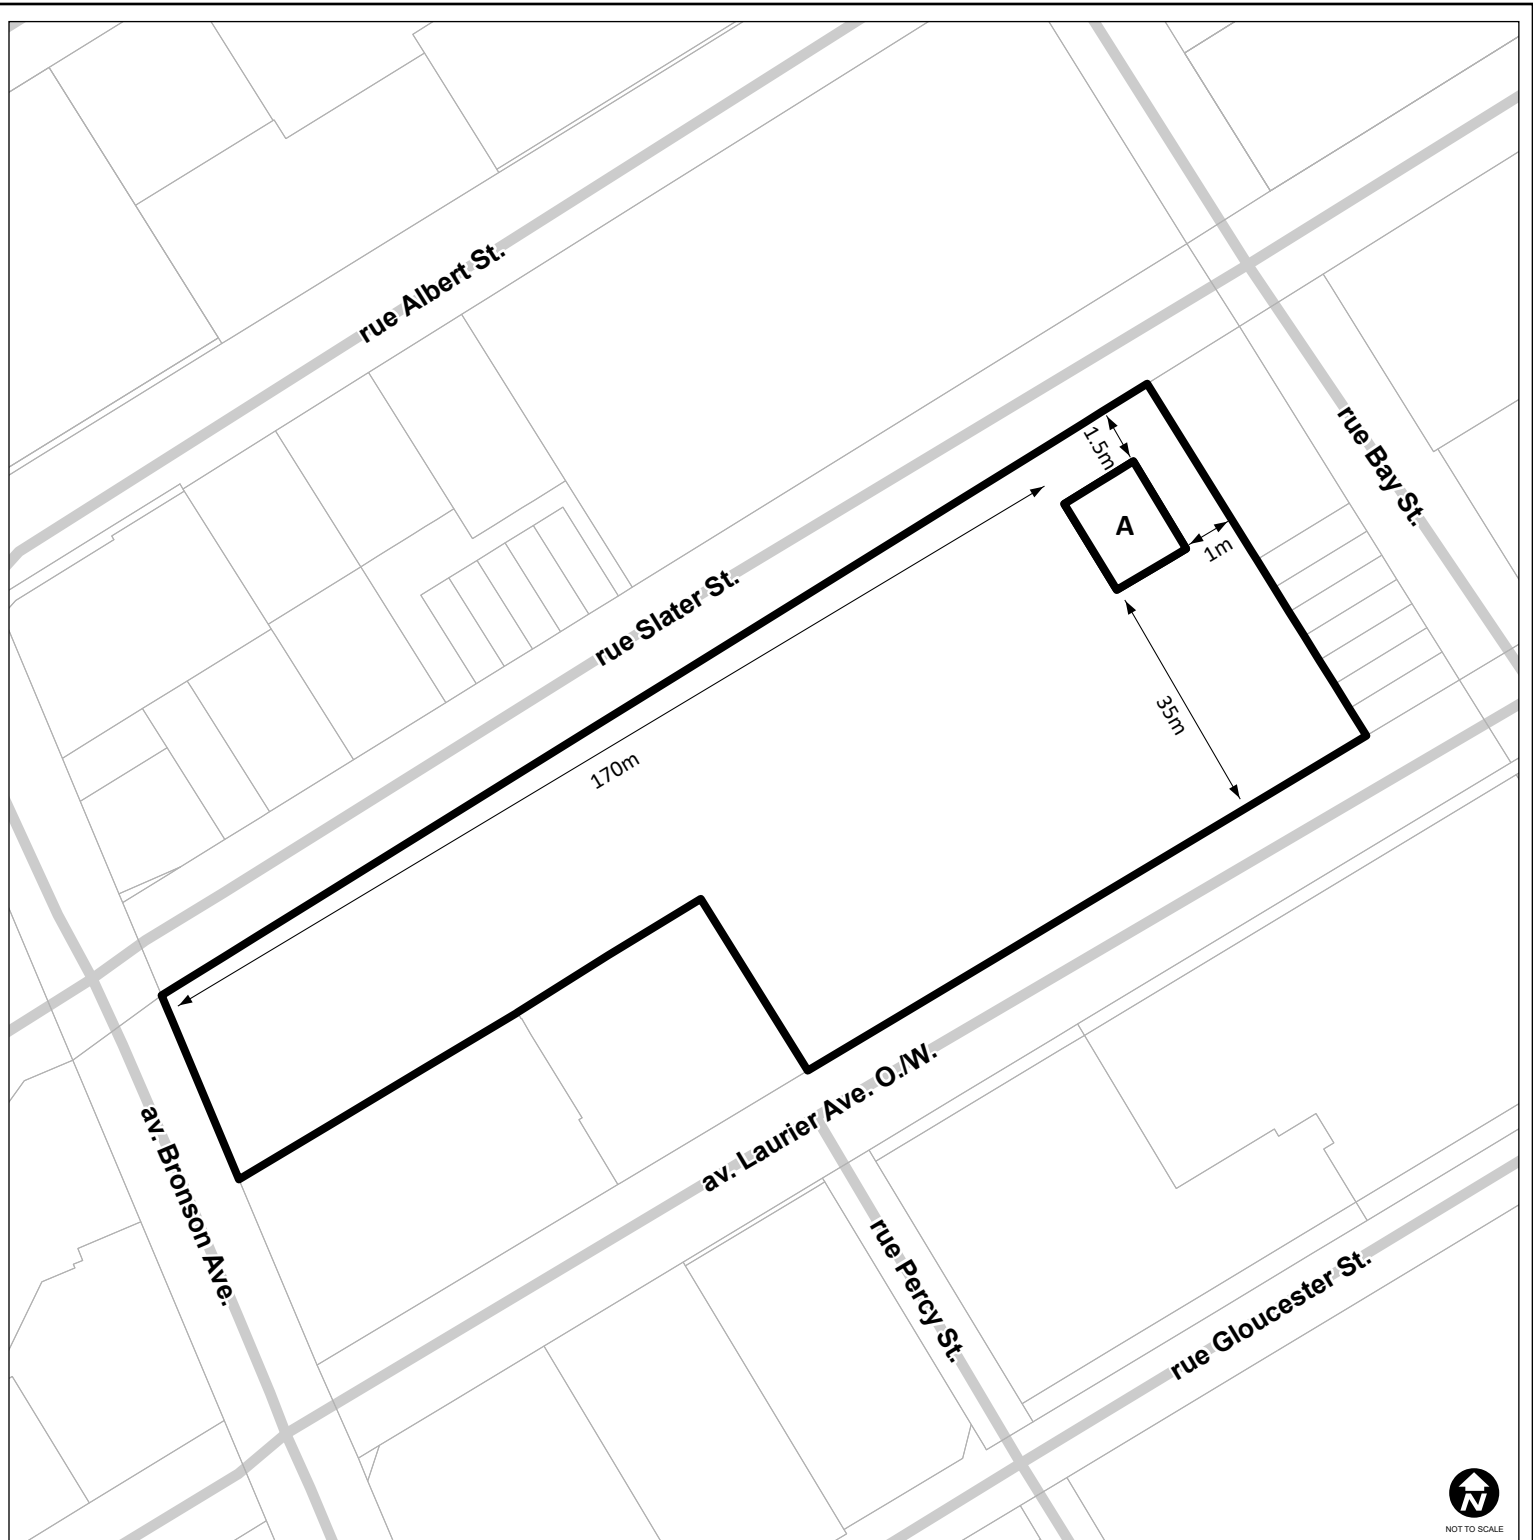 rue Albert St.
rue Bay St.
1.5m
A
1m
rue Slater St.
35m
170m
av. Laurier Ave. O./W.
av. Bronson Ave.
rue Percy St.
rue Gloucester St.
N
NOT TO SCALE